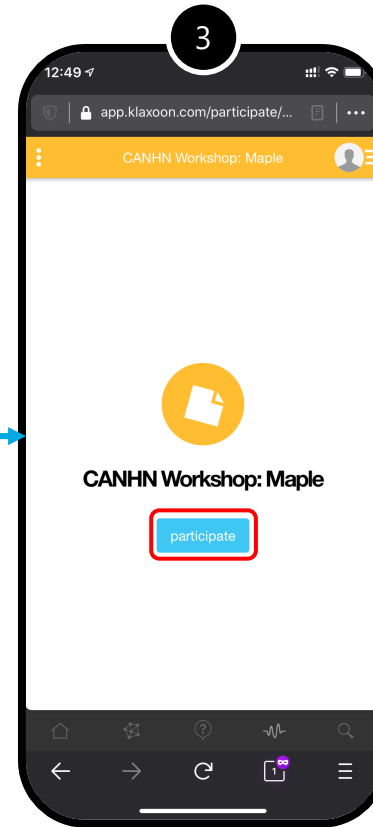 3
12:49
app.klaxoon.com/participate/...
CANHN Workshop: Maple
CANHN Workshop: Maple
participate
?
1